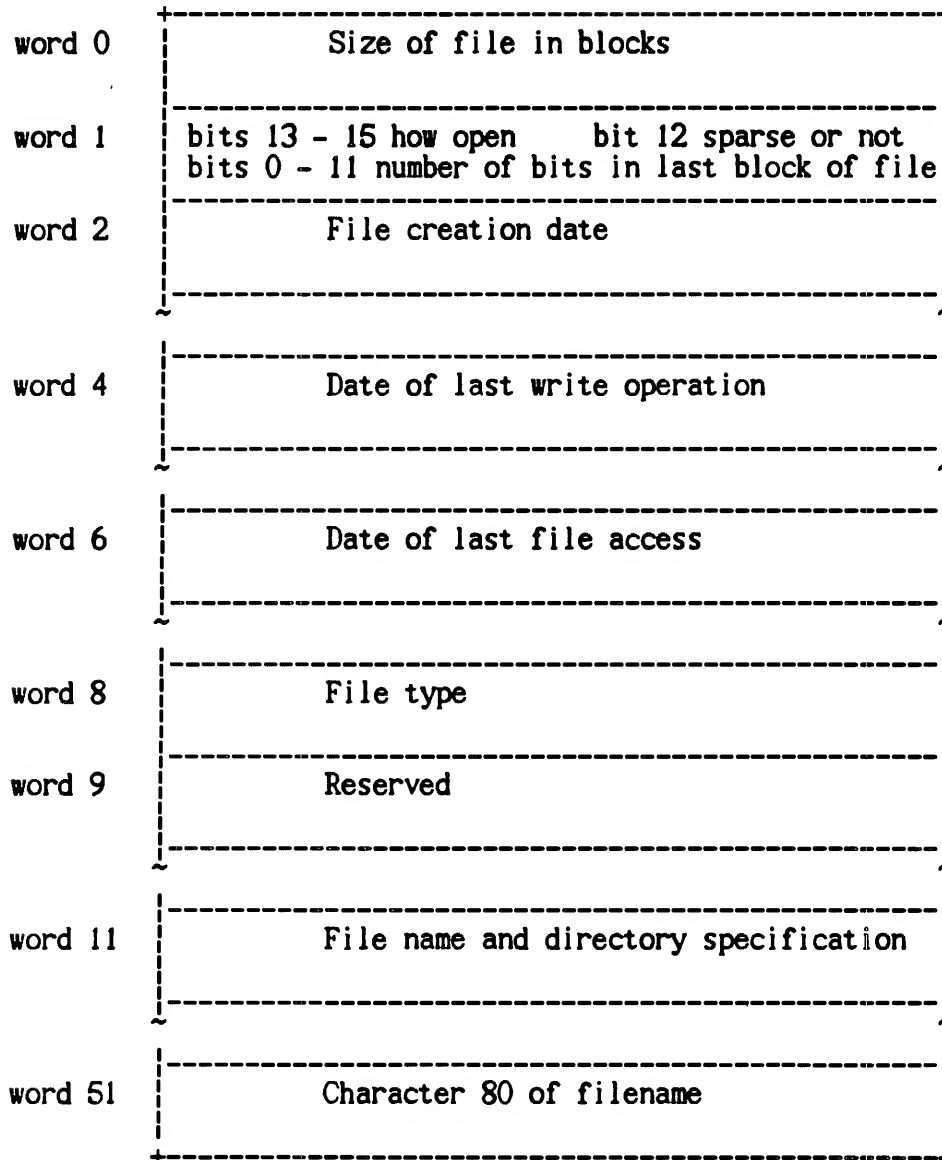 word 0 Size of file in blocks
word 1 bits 13 - 15 how open bit 12 sparse or not
bits 0 - 11 number of bits in last block of file
word 2 File creation date
word 4 Date of last write operation
word 6 Date of last file access
word 8 File type
word 9 Reserved
word 11 File name and directory specification
word 51 Character 80 of filename